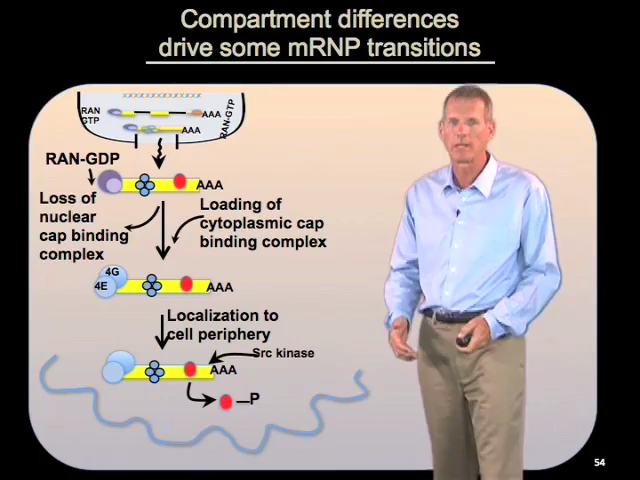 Compartment differences
drive some mRNP transitions
RAN
GTP
AAA
RAN-GTP
AAA
RAN-GDP
AAA
Loss of
nuclear
cap binding
complex
Loading of
cytoplasmic cap
binding complex
4G
4E
AAA
Localization to
cell periphery
Src kinase
AAA
P
54